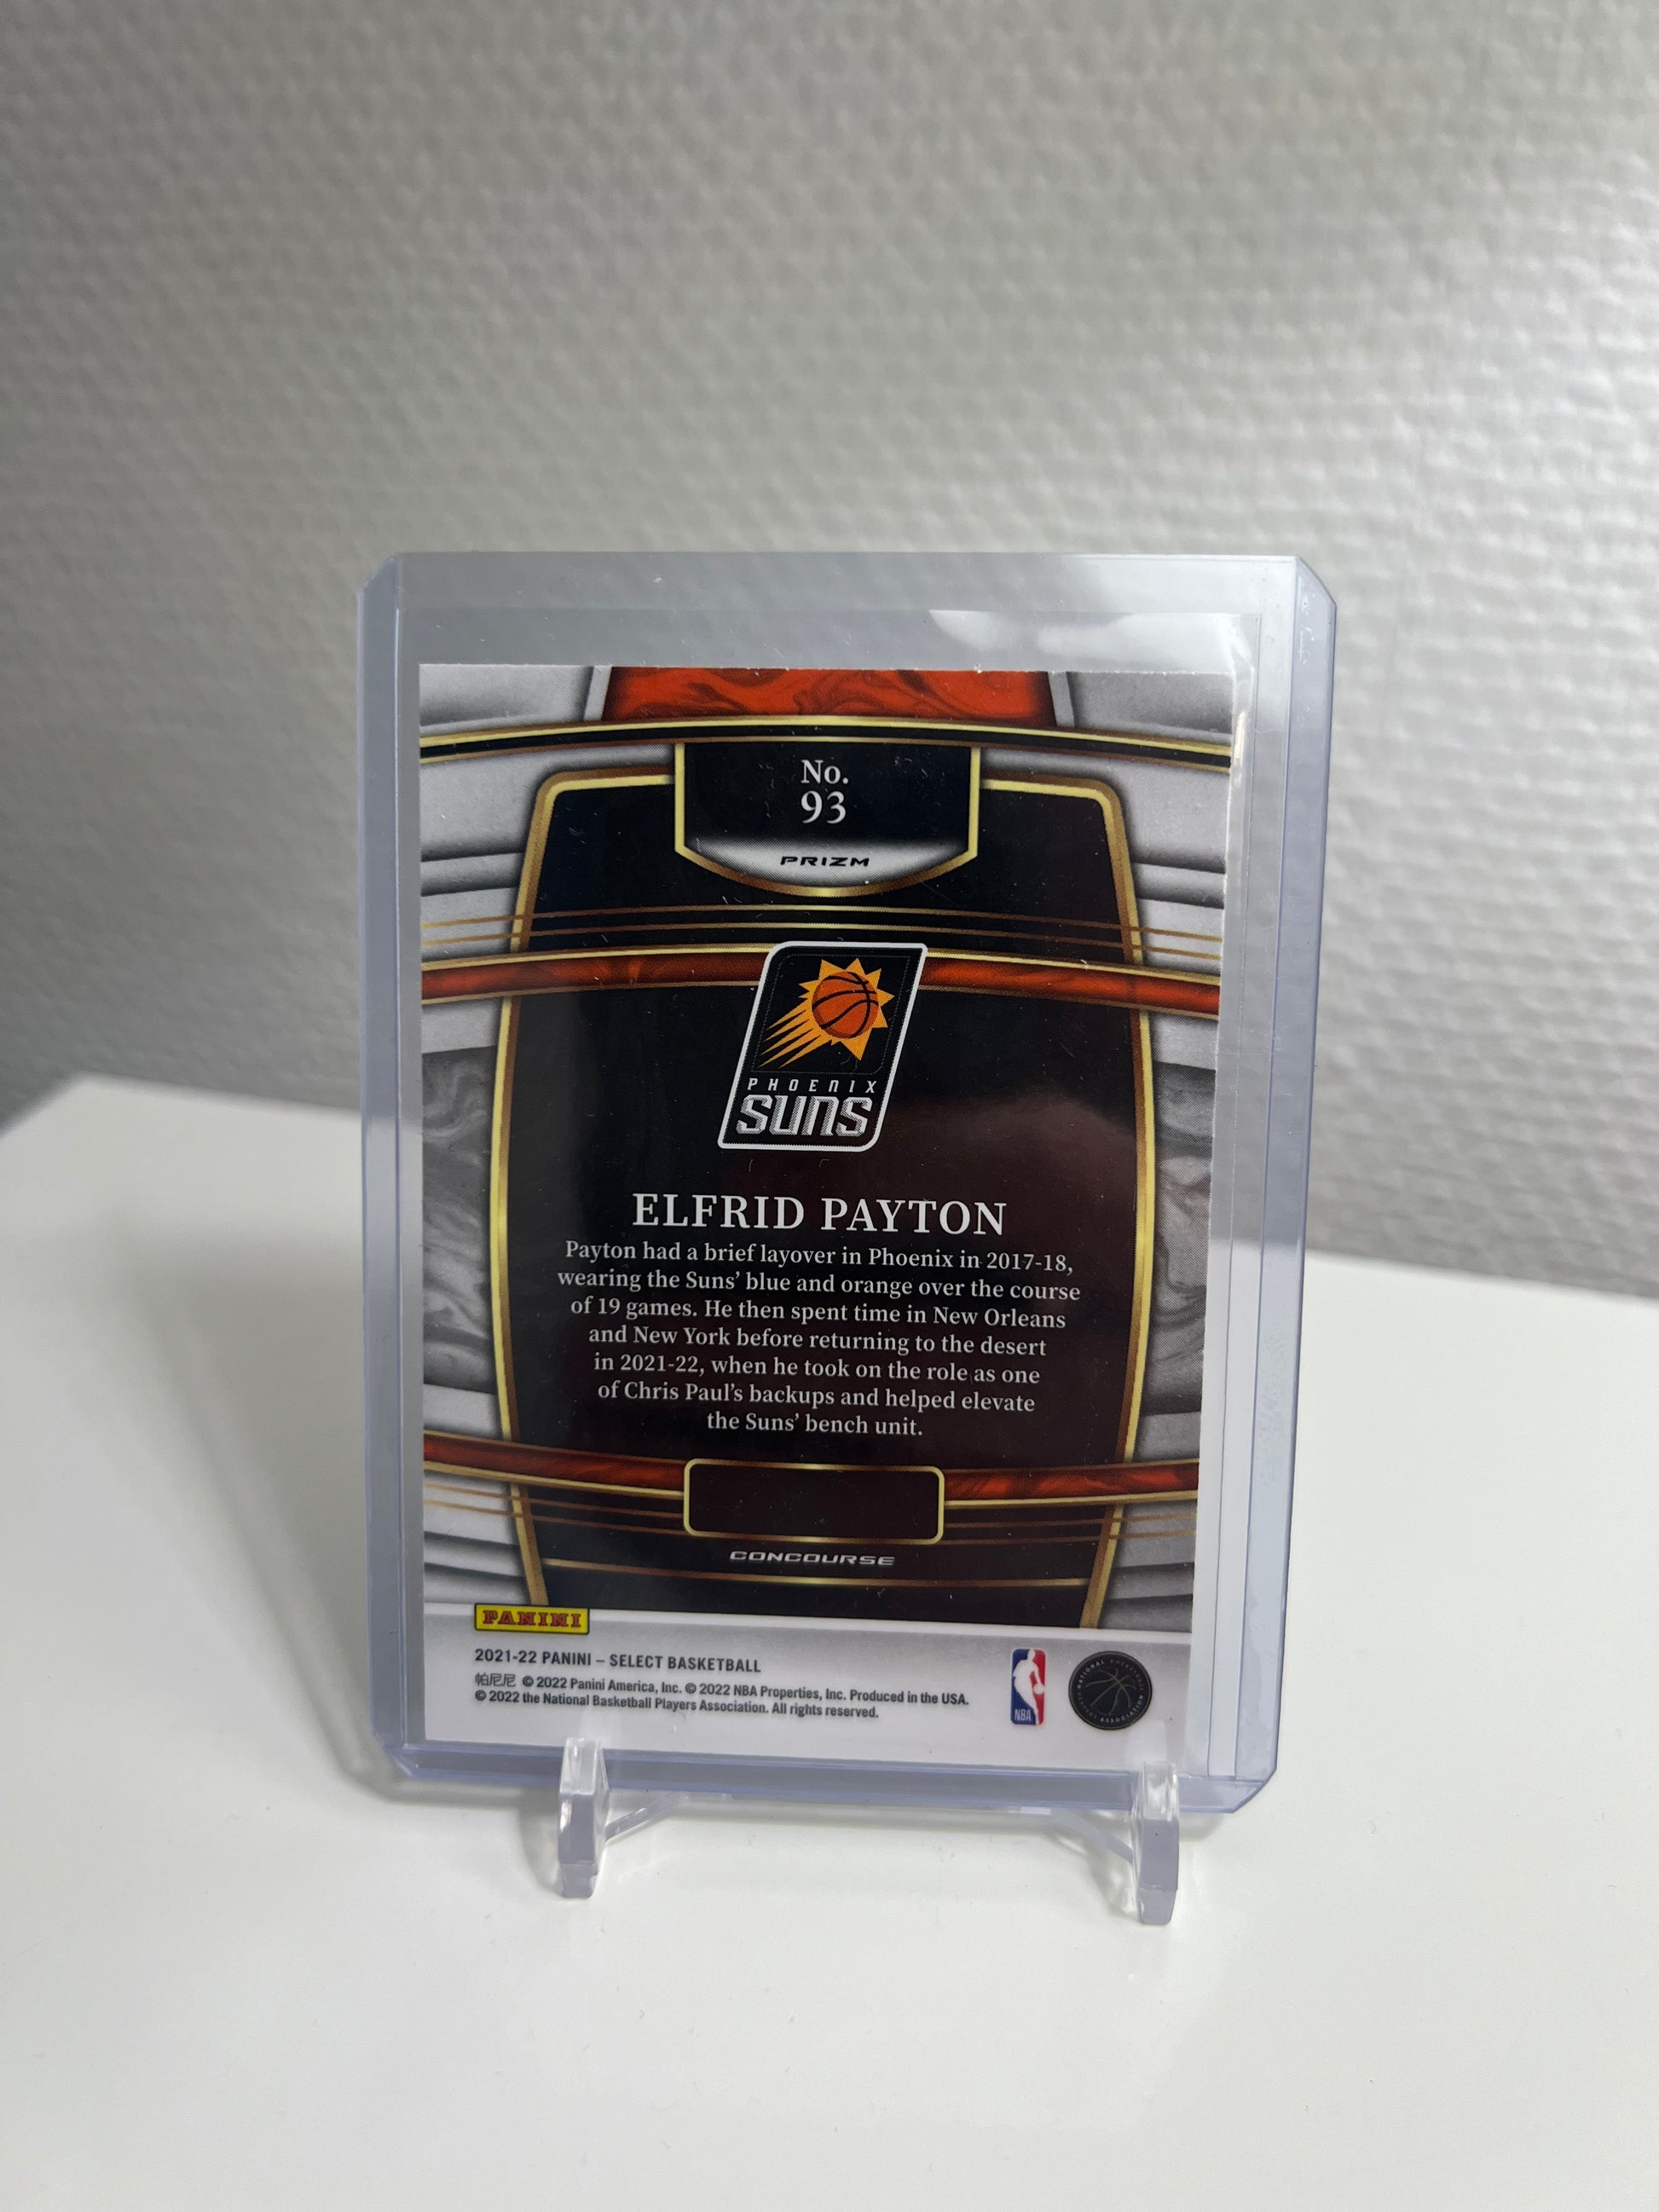 No.
93
PRIZM
PHOENIX
SUNS
ELFRID PAYTON
Payton had a brief layover in Phoenix in 2017-18,
wearing the Suns’ blue and orange over the course
of 19 games. He then spent time in New Orleans
and New York before returning to the desert
in 2021-22, when he took on the role as one
of Chris Paul’s backups and helped elevate
the Suns’ bench unit.
CONCOURSE
PANINI
2021-22 PANINI – SELECT BASKETBALL
帕尼尼 © 2022 Panini America, Inc. © 2022 NBA Properties, Inc. Produced in the USA.
© 2022 the National Basketball Players Association. All rights reserved.
NBA
NATIONAL BASKETBALL
PLAYERS ASSOCIATION